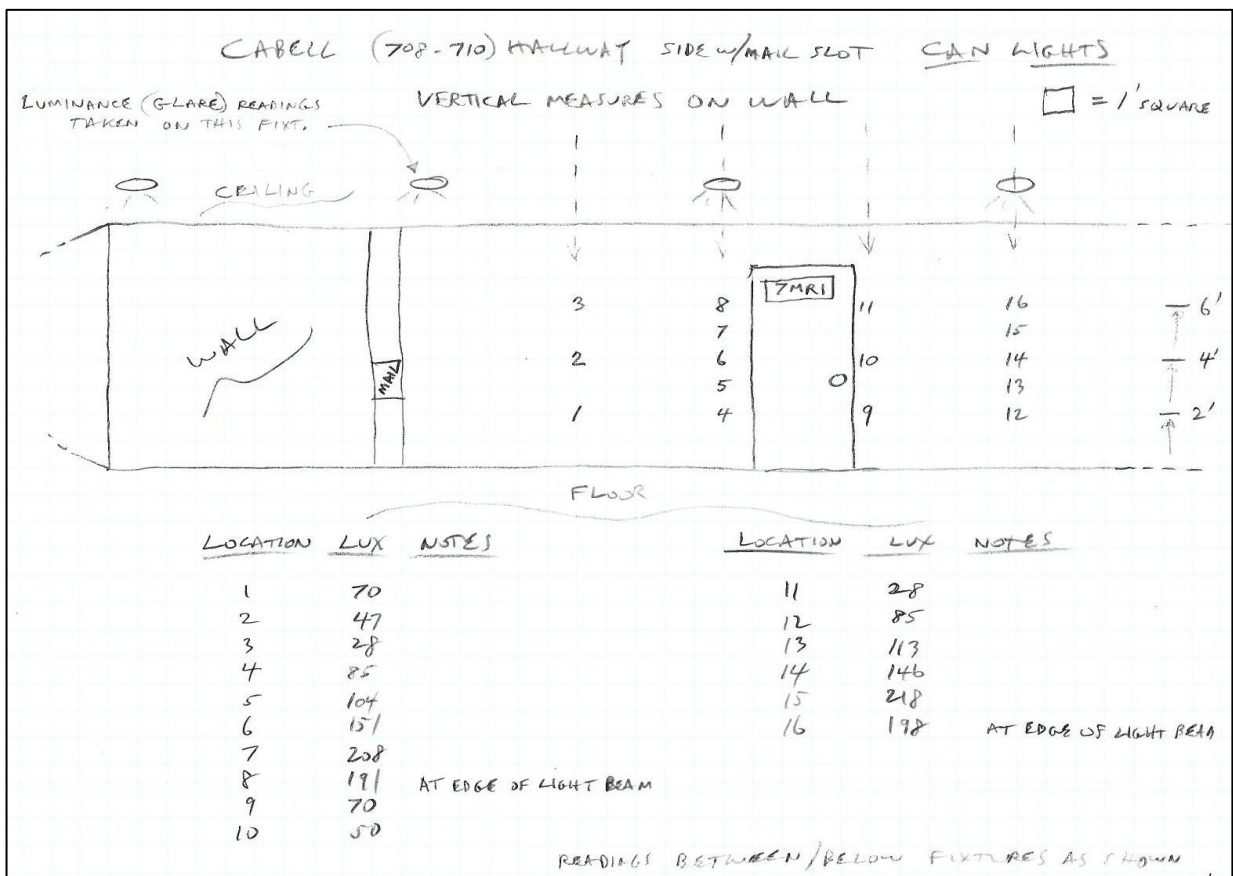 CABELL (708-710) HALLWAY SIDE W/MAIL SLOT CAN LIGHTS
LUMINANCE (GLARE) READINGS
TAKEN ON THIS FIXT.
VERTICAL MEASURES ON WALL
= 1' SQUARE
CEILING
WALL
MAIL
7MR1
3 8 11 16 6'
7 15
2 6 10 14 4'
5 13
1 4 9 12 2'
FLOOR
LOCATION LUX NOTES LOCATION LUX NOTES
1 70 11 28
2 47 12 85
3 28 13 113
4 85 14 146
5 104 15 218
6 151 16 198 AT EDGE OF LIGHT BEAM
7 208
8 191 AT EDGE OF LIGHT BEAM
9 70
10 50
READINGS BETWEEN/BELOW FIXTURES AS SHOWN